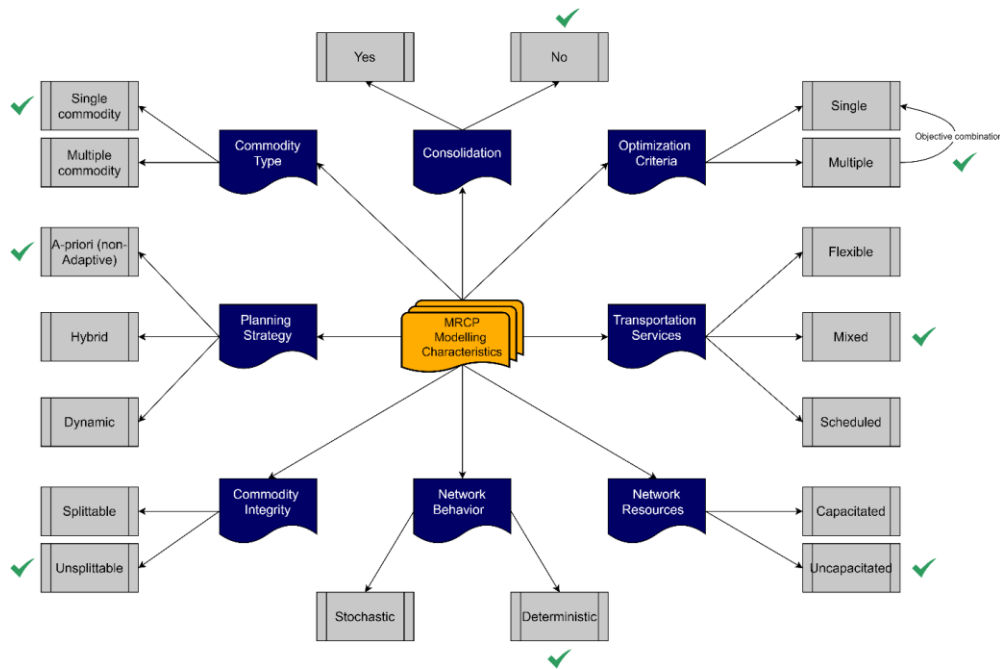 Yes
No
Single
commodity
Multiple
commodity
Commodity
Type
Consolidation
Optimization
Criteria
Single
Objective combination
Multiple
A-priori (non-
Adaptive)
Hybrid
Dynamic
Planning
Strategy
MRCP
Modelling
Characteristics
Transportation
Services
Flexible
Mixed
Scheduled
Splittable
Unsplittable
Commodity
Integrity
Network
Behavior
Network
Resources
Capacitated
Uncapacitated
Stochastic
Deterministic